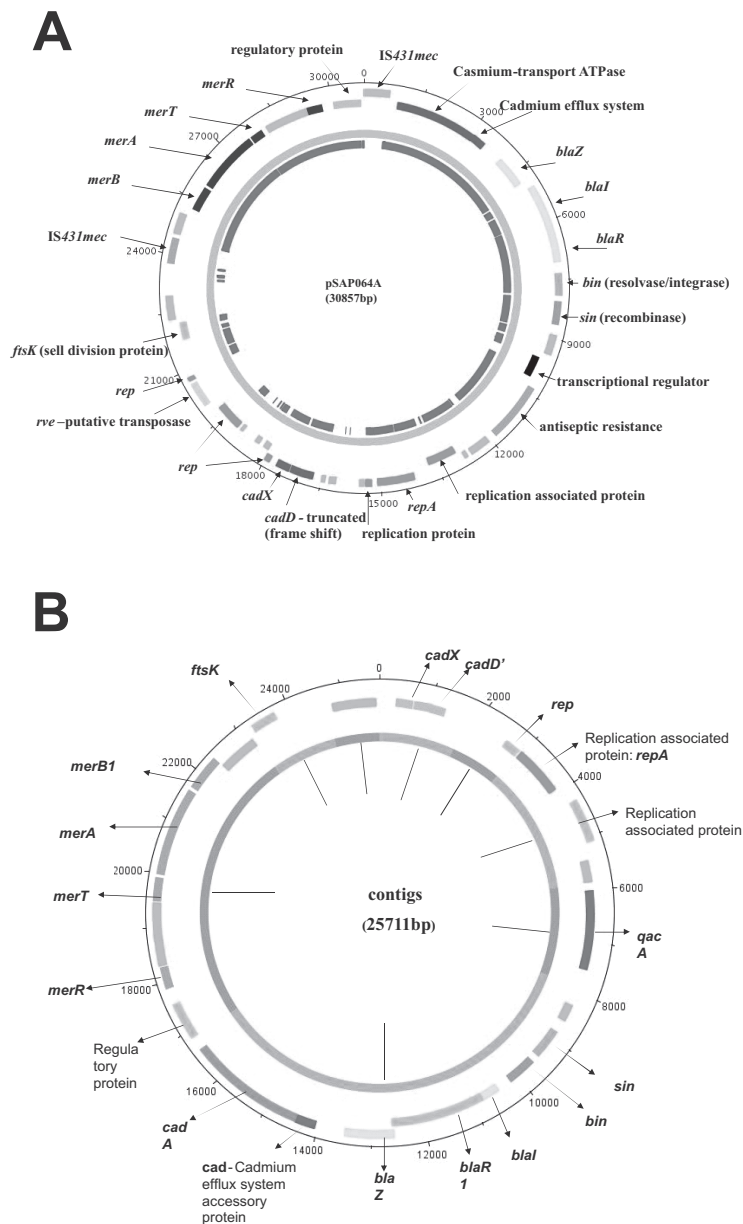 A
regulatory protein
IS431mec
0
30000
merR
Casmium-transport ATPase
3000
Cadmium efflux system
merT
27000
merA
blaZ
merB
blaI
6000
IS431mec
24000
blaR
pSAP064A
(30857bp)
bin (resolvase/integrase)
sin (recombinase)
9000
ftsK (sell division protein)
21000
rep
transcriptional regulator
rve –putative transposase
antiseptic resistance
12000
rep
18000
cadX
replication associated protein
15000
repA
cadD - truncated
(frame shift)
replication protein
B
0
cadX
cadD’
ftsK
24000
2000
rep
Replication associated
protein: repA
4000
22000
merB1
Replication
associated protein
merA
20000
6000
contigs
(25711bp)
merT
qac
A
merR
18000
8000
Regula
tory
protein
16000
sin
10000
bin
cad
A
14000
12000
blaI
cad - Cadmium
efflux system
accessory
protein
blaR
1
bla
Z